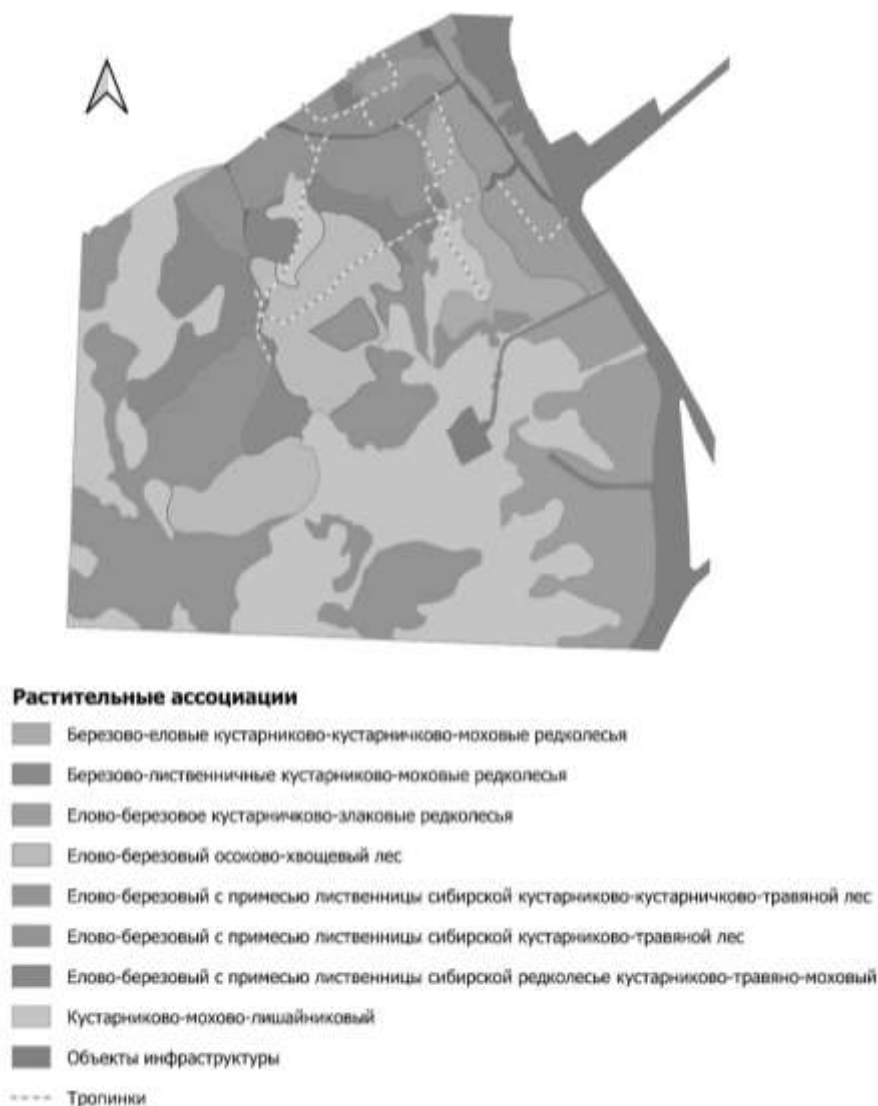 Растительные ассоциации
Березово-еловые кустарниково-кустарничково-моховые редколесья
Березово-лиственничные кустарниково-моховые редколесья
Елово-березовое кустарничково-злаковые редколесья
Елово-березовый осоково-хвощевый лес
Елово-березовый с примесью лиственницы сибирской кустарниково-кустарничково-травяной лес
Елово-березовый с примесью лиственницы сибирской кустарниково-травяной лес
Елово-березовый с примесью лиственницы сибирской редколесье кустарниково-травяно-моховый
Кустарниково-мохово-лишайниковый
Объекты инфраструктуры
Тропинки